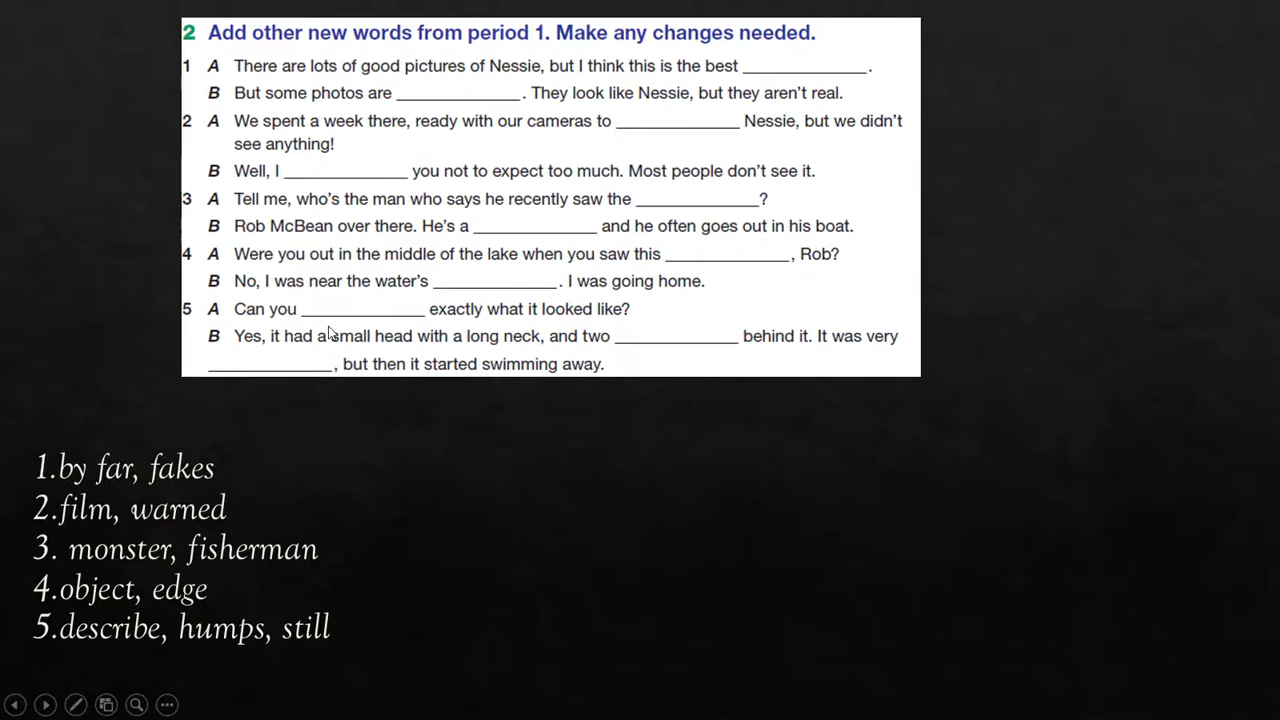 2 Add other new words from period 1. Make any changes needed.
1 A There are lots of good pictures of Nessie, but I think this is the best ______________.
B But some photos are ______________. They look like Nessie, but they aren't real.
2 A We spent a week there, ready with our cameras to ______________ Nessie, but we didn't
see anything!
B Well, I ______________ you not to expect too much. Most people don't see it.
3 A Tell me, who's the man who says he recently saw the ______________?
B Rob McBean over there. He's a ______________ and he often goes out in his boat.
4 A Were you out in the middle of the lake when you saw this ______________, Rob?
B No, I was near the water's ______________. I was going home.
5 A Can you ______________ exactly what it looked like?
B Yes, it had a small head with a long neck, and two ______________ behind it. It was very
______________, but then it started swimming away.
1.by far, fakes
2.film, warned
3. monster, fisherman
4.object, edge
5.describe, humps, still